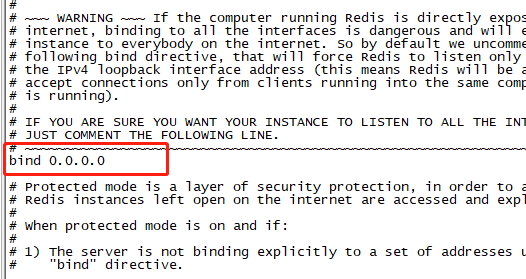 #
# ~~~ WARNING ~~~ If the computer running Redis is directly expo
# internet, binding to all the interfaces is dangerous and will e
# instance to everybody on the internet. So by default we uncomme
# following bind directive, that will force Redis to listen only
# the IPv4 loopback interface address (this means Redis will be a
# accept connections only from clients running into the same comp
# is running).
#
# IF YOU ARE SURE YOU WANT YOUR INSTANCE TO LISTEN TO ALL THE INT
# JUST COMMENT THE FOLLOWING LINE.
# ~~~~~~~~~~~~~~~~~~~~~~~~~~~~~~~~~~~~~~~~~~~~~~~~~~~~~~~~~~~~~~~~
bind 0.0.0.0
# Protected mode is a layer of security protection, in order to a
# Redis instances left open on the internet are accessed and expl
#
# When protected mode is on and if:
#
# 1) The server is not binding explicitly to a set of addresses u
# "bind" directive.